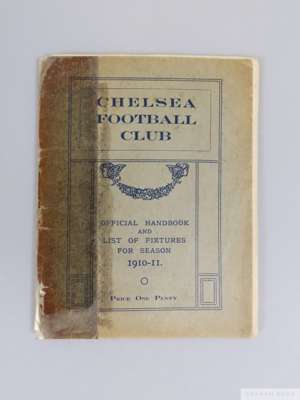 CHELSEA
FOOTBALL
CLUB
OFFICIAL HANDBOOK
AND
LIST OF FIXTURES
FOR SEASON
1910-11.
PRICE ONE PENNY